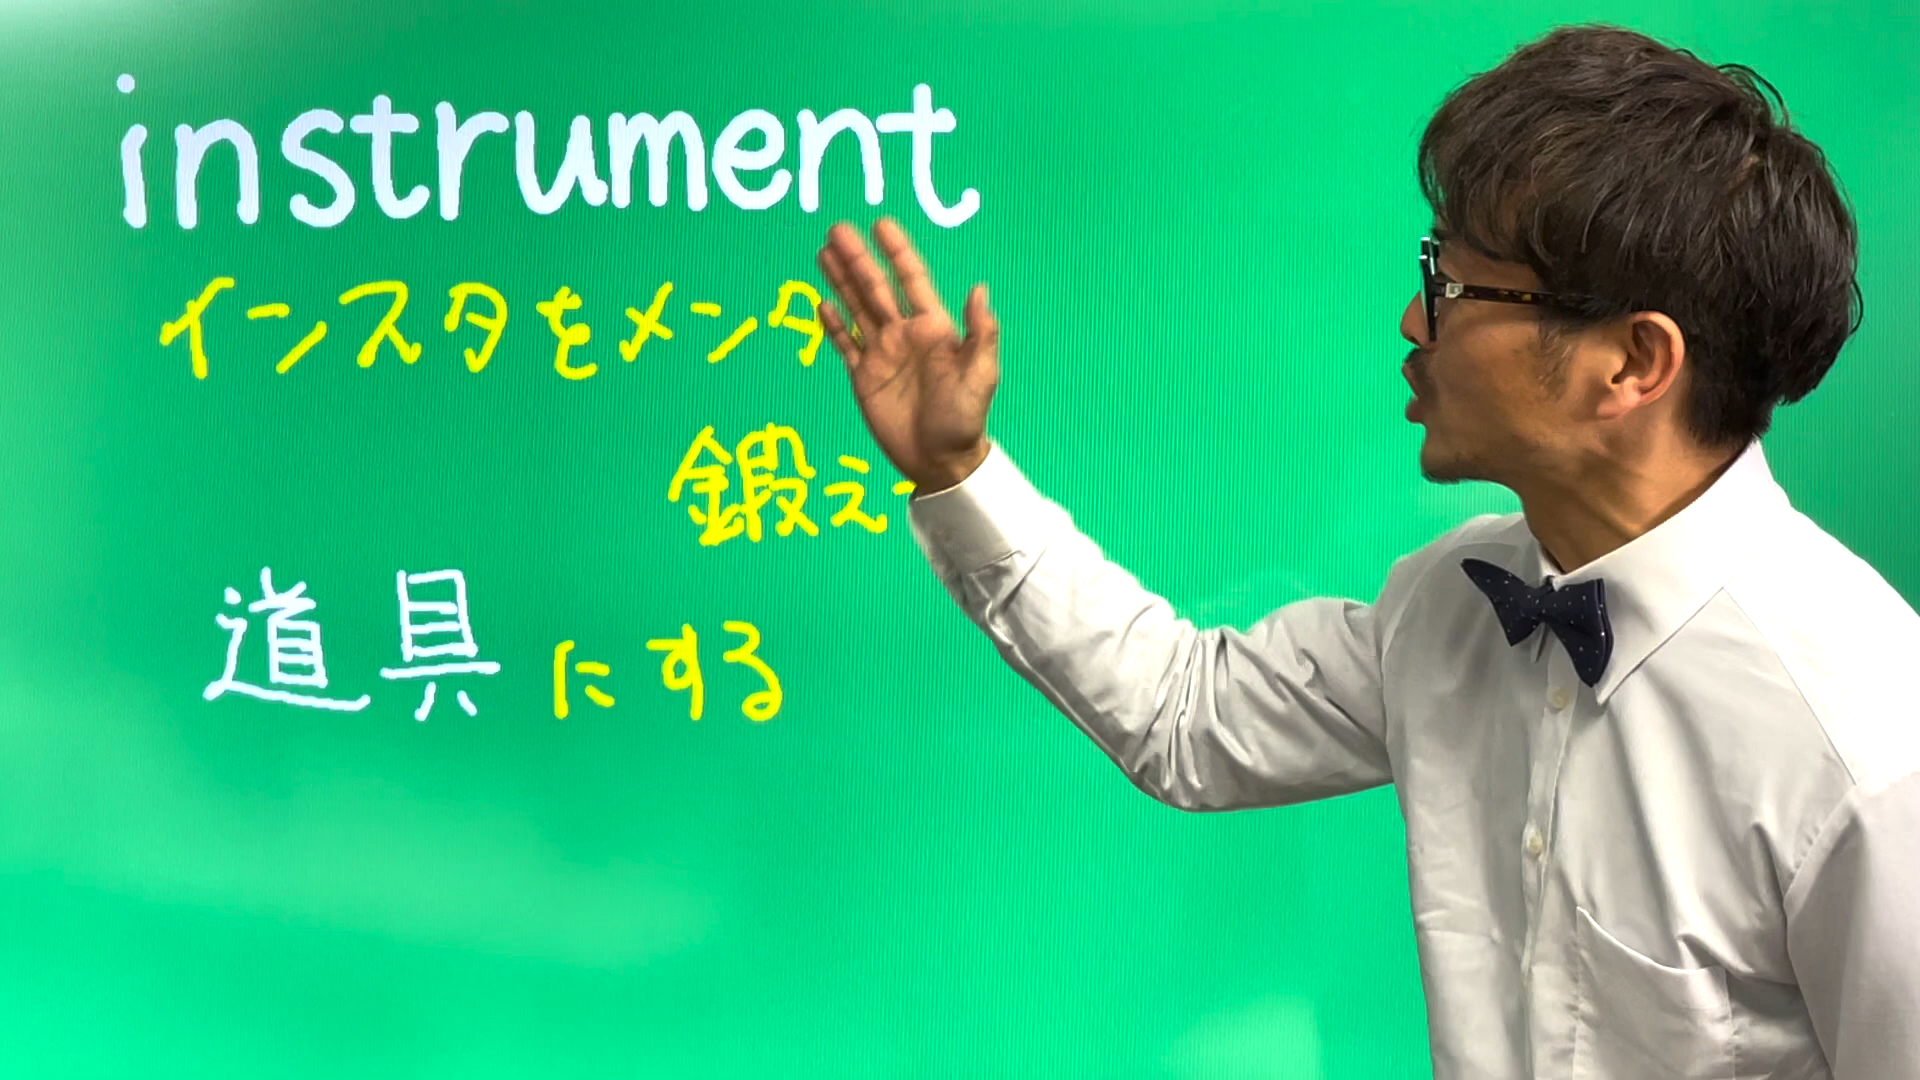 instrument
インスタをメンタ
鍛え
道具にする